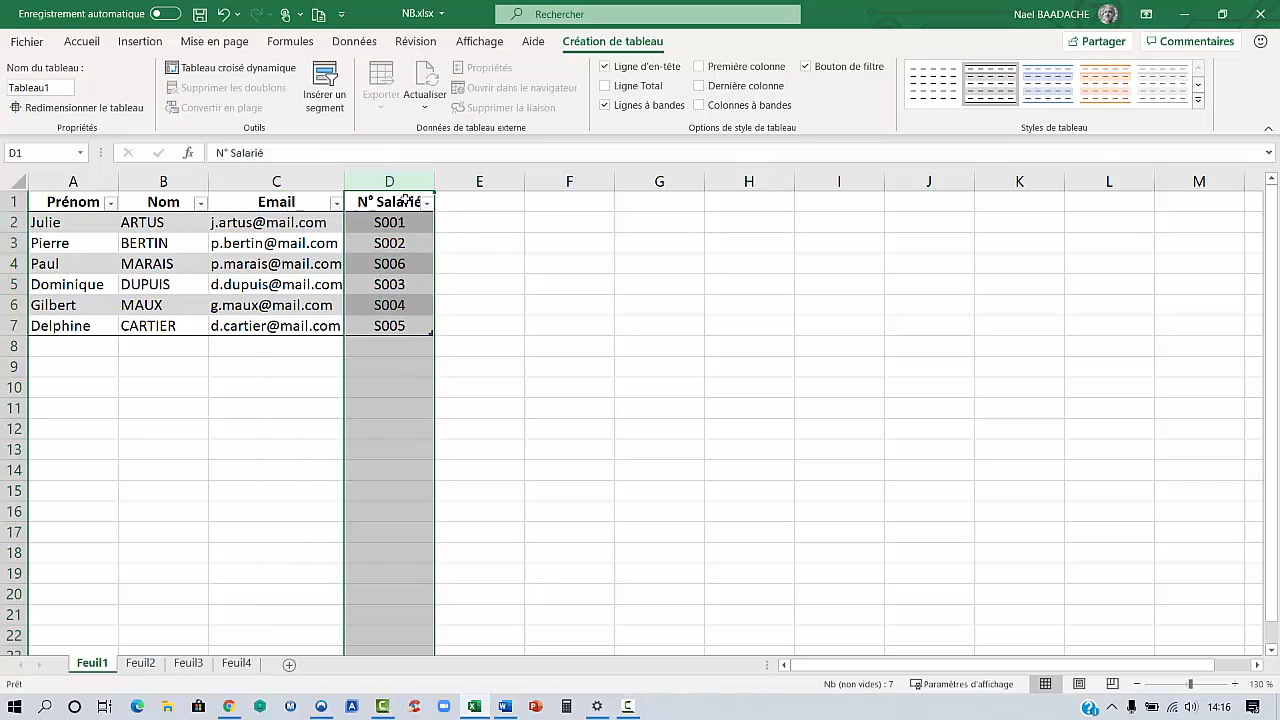 Enregistrement automatique NB.xlsx Rechercher Nael BAADACHE
Fichier Accueil Insertion Mise en page Formules Données Révision Affichage Aide Création de tableau Partager Commentaires
Nom du tableau :
Tableau1
Redimensionner le tableau
Propriétés
Tableau croisé dynamique
Supprimer les doublons
Convertir en plage
Insérer un
segment
Outils
Exporter
Actualiser
Propriétés
Ouvrir dans le navigateur
Supprimer la liaison
Données de tableau externe
Ligne d'en-tête Première colonne Bouton de filtre
Ligne Total Dernière colonne
Lignes à bandes Colonnes à bandes
Options de style de tableau
Styles de tableau
D1 fx N° Salarié
A B C D E F G H I J K L M
1 Prénom Nom Email N° Salarié
2 Julie ARTUS j.artus@mail.com S001
3 Pierre BERTIN p.bertin@mail.com S002
4 Paul MARAIS p.marais@mail.com S006
5 Dominique DUPUIS d.dupuis@mail.com S003
6 Gilbert MAUX g.maux@mail.com S004
7 Delphine CARTIER d.cartier@mail.com S005
8
9
10
11
12
13
14
15
16
17
18
19
20
21
22
Feuil1 Feuil2 Feuil3 Feuil4
Prêt Nb (non vides) : 7 Paramètres d'affichage 130 %
14:16